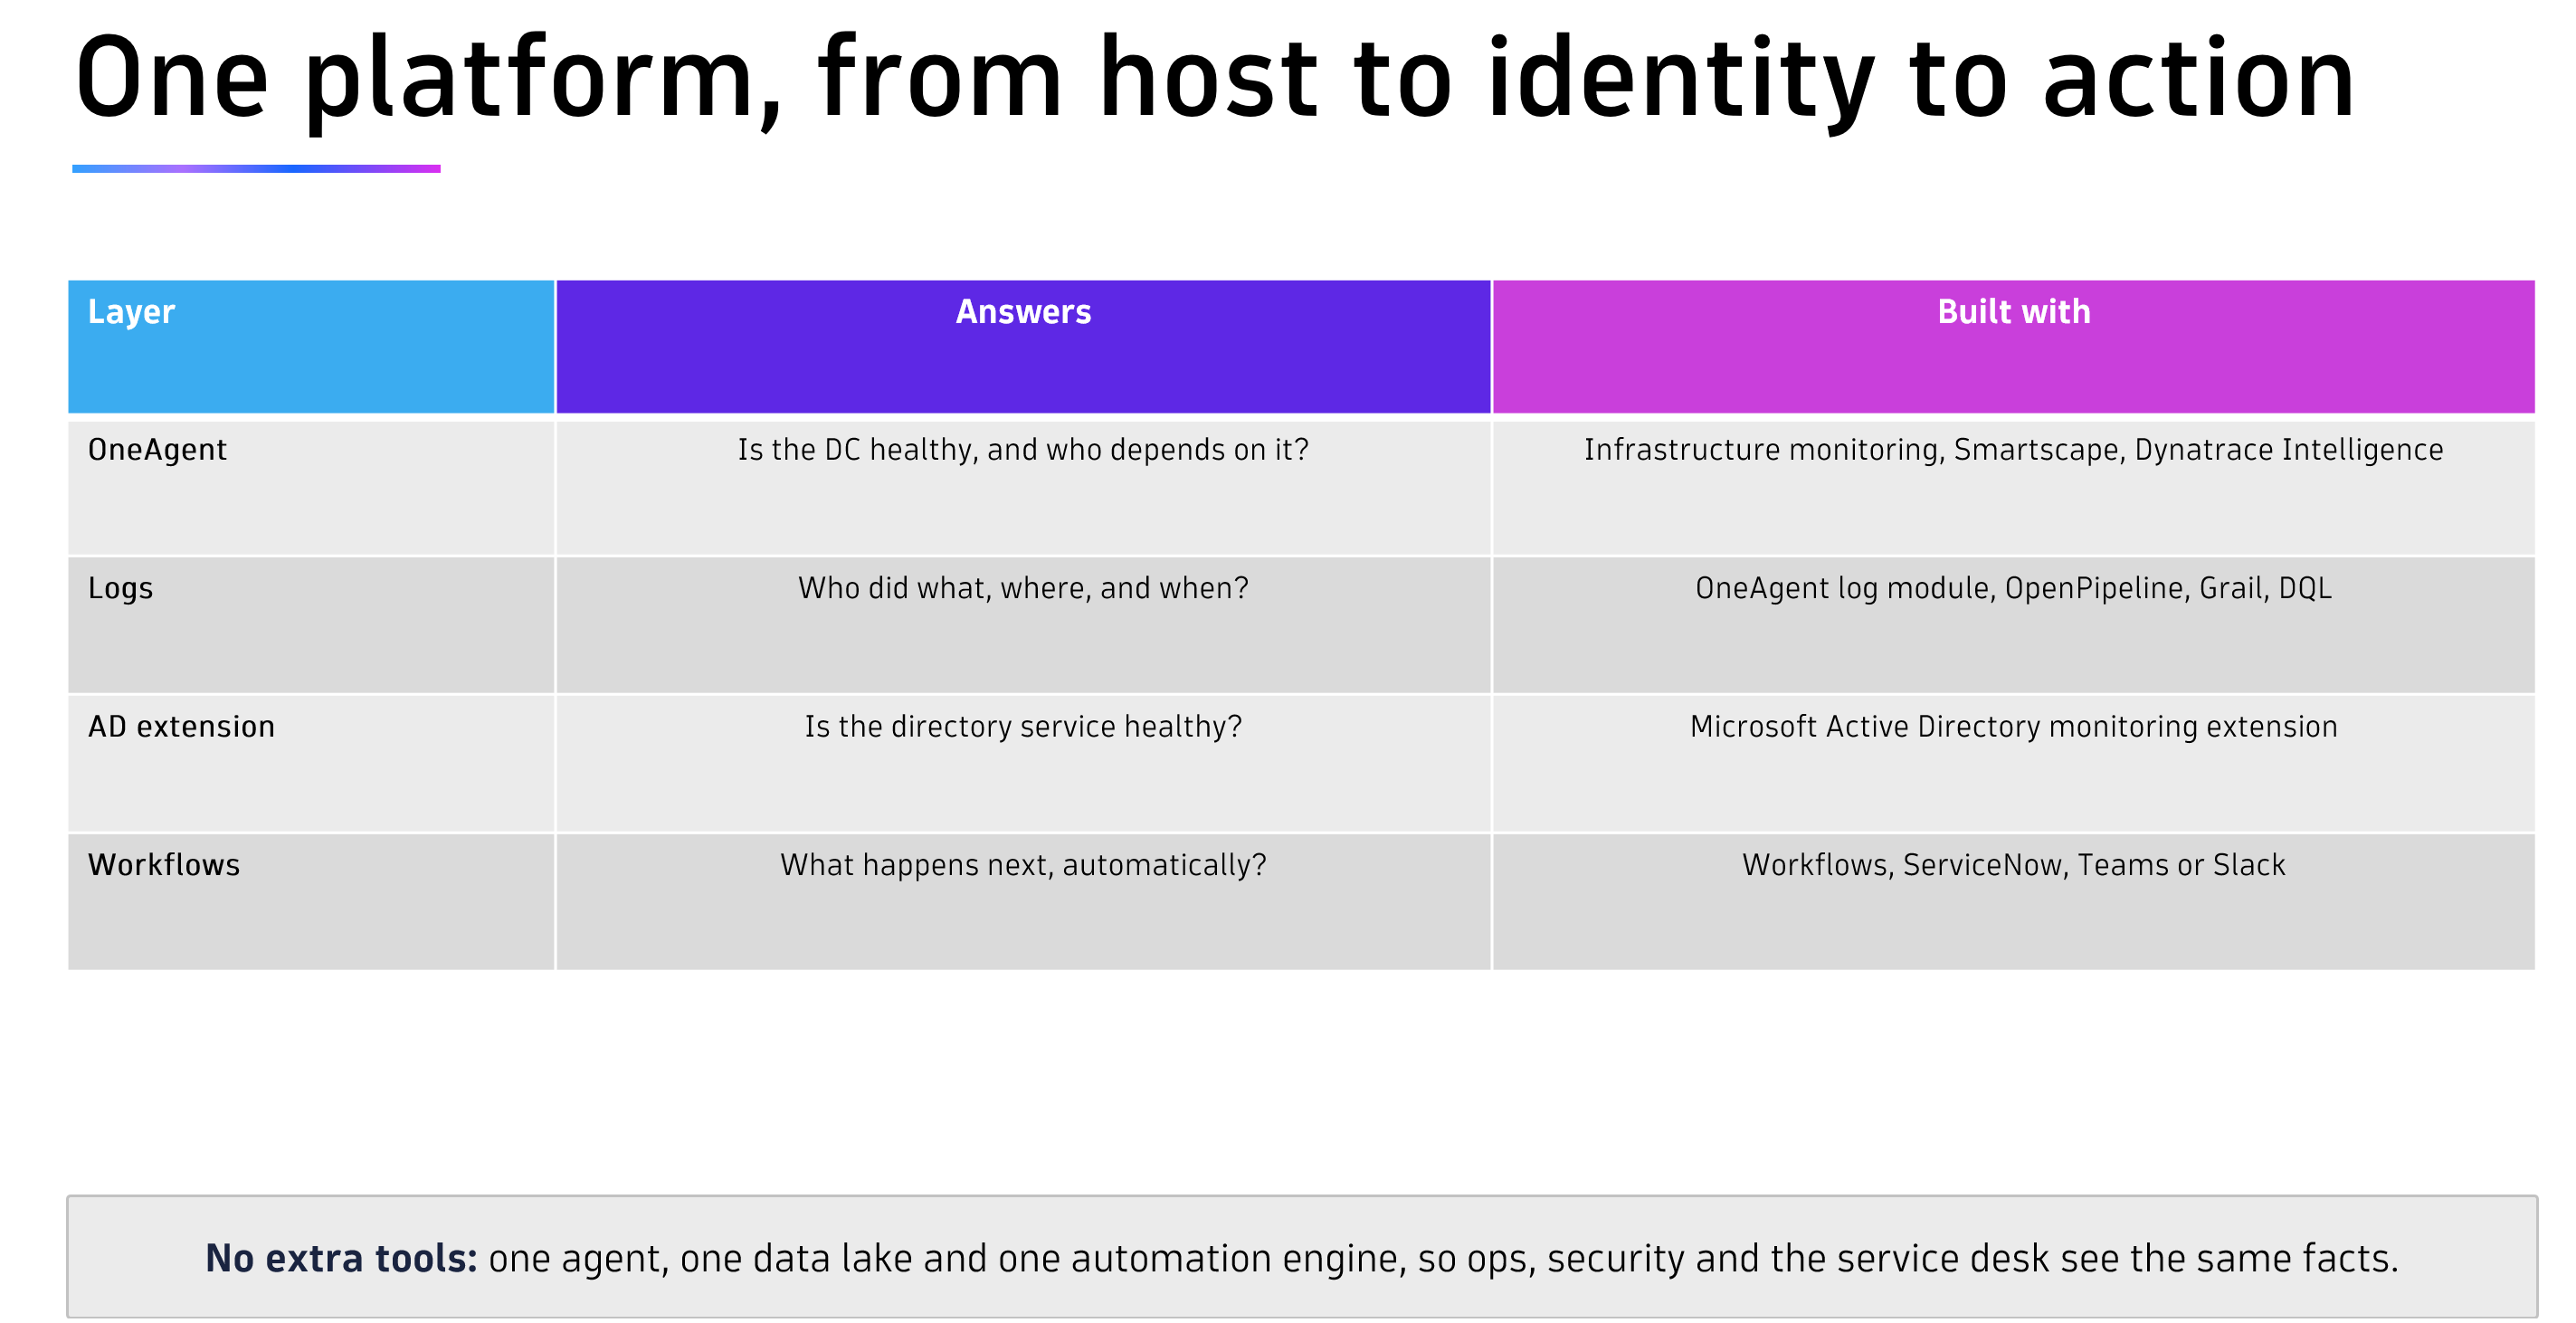 One platform, from host to identity to action
Layer
Answers
Built with
OneAgent
Is the DC healthy, and who depends on it?
Infrastructure monitoring, Smartscape, Dynatrace Intelligence
Logs
Who did what, where, and when?
OneAgent log module, OpenPipeline, Grail, DQL
AD extension
Is the directory service healthy?
Microsoft Active Directory monitoring extension
Workflows
What happens next, automatically?
Workflows, ServiceNow, Teams or Slack
No extra tools: one agent, one data lake and one automation engine, so ops, security and the service desk see the same facts.